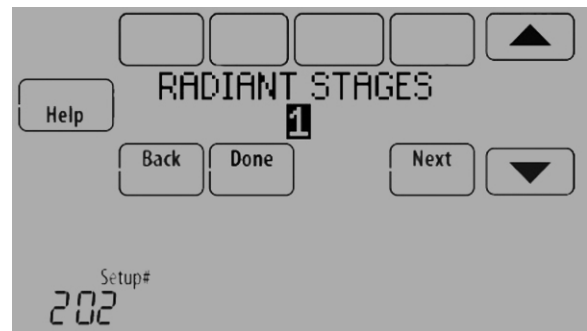 RADIANT STAGES
Help
1
Back Done Next
Setup#
202